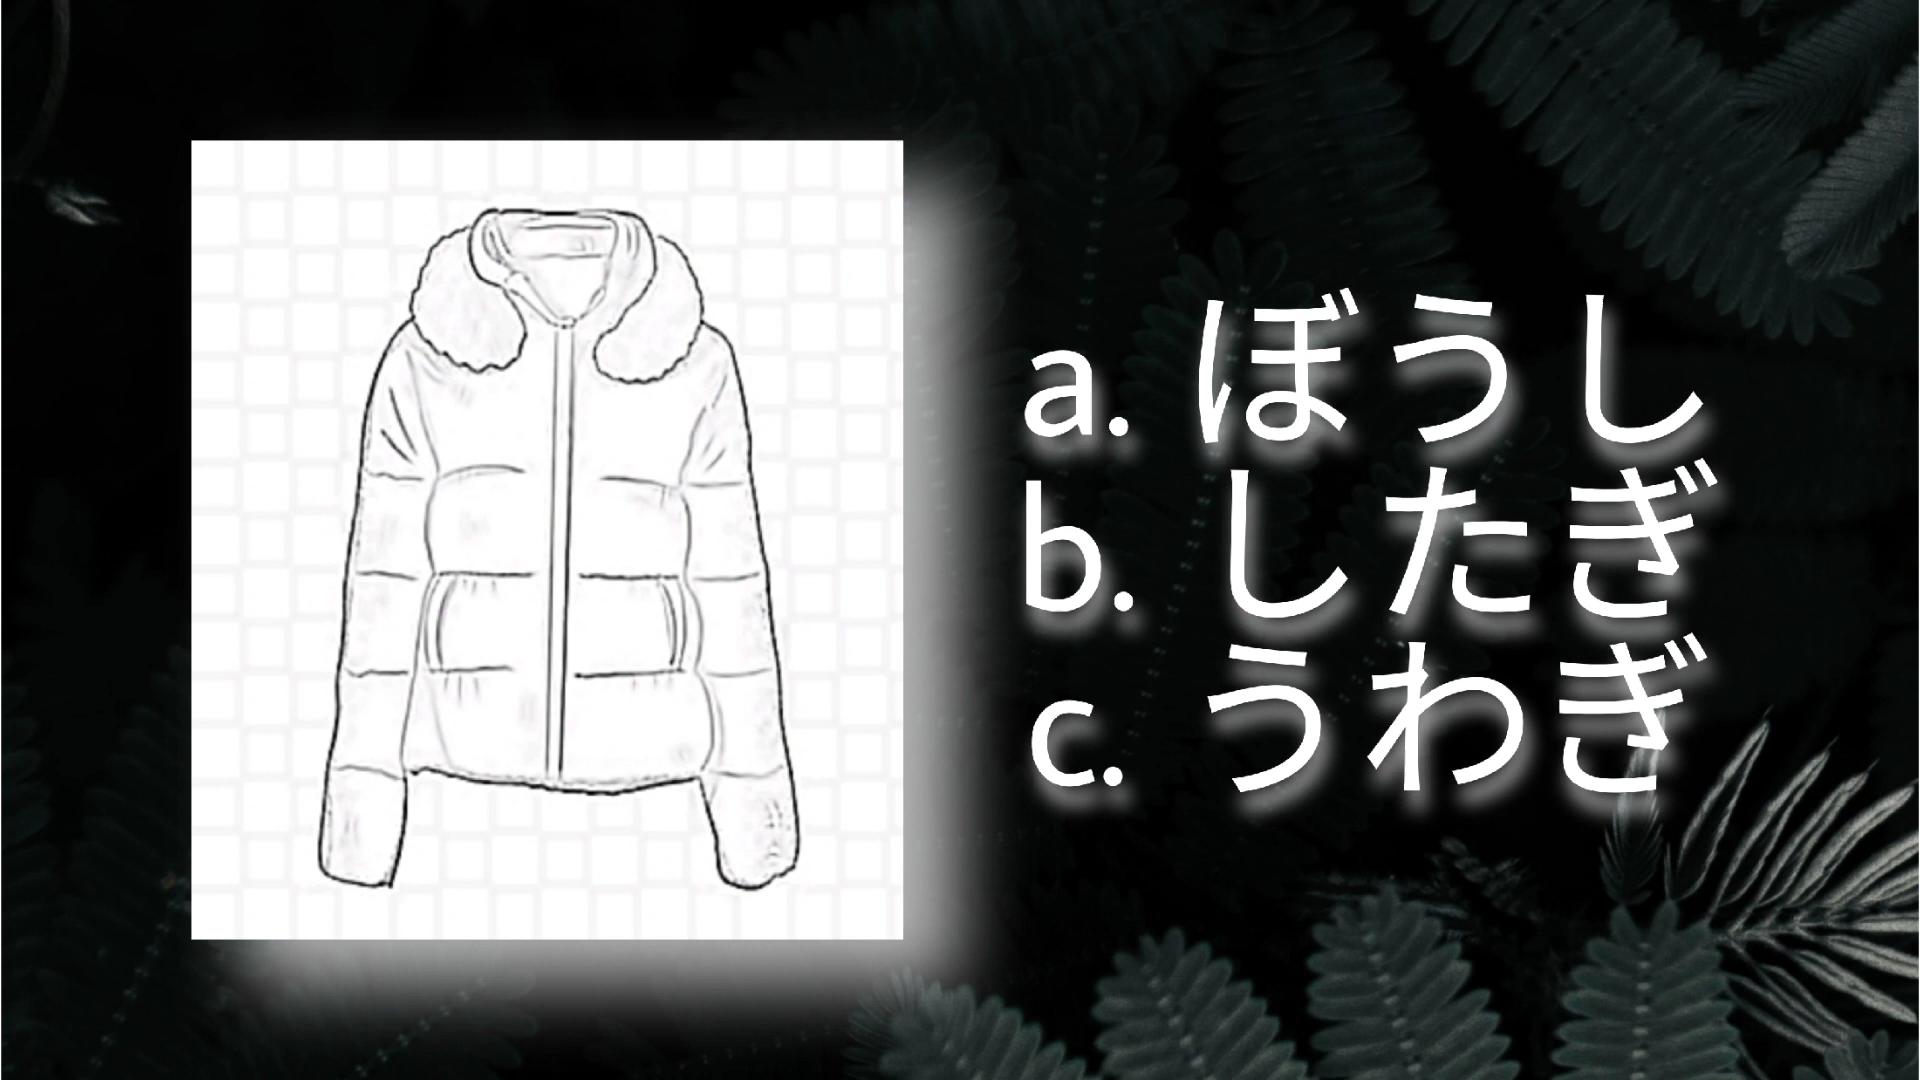 a. ぼうし
b. したぎ
c. うわぎ